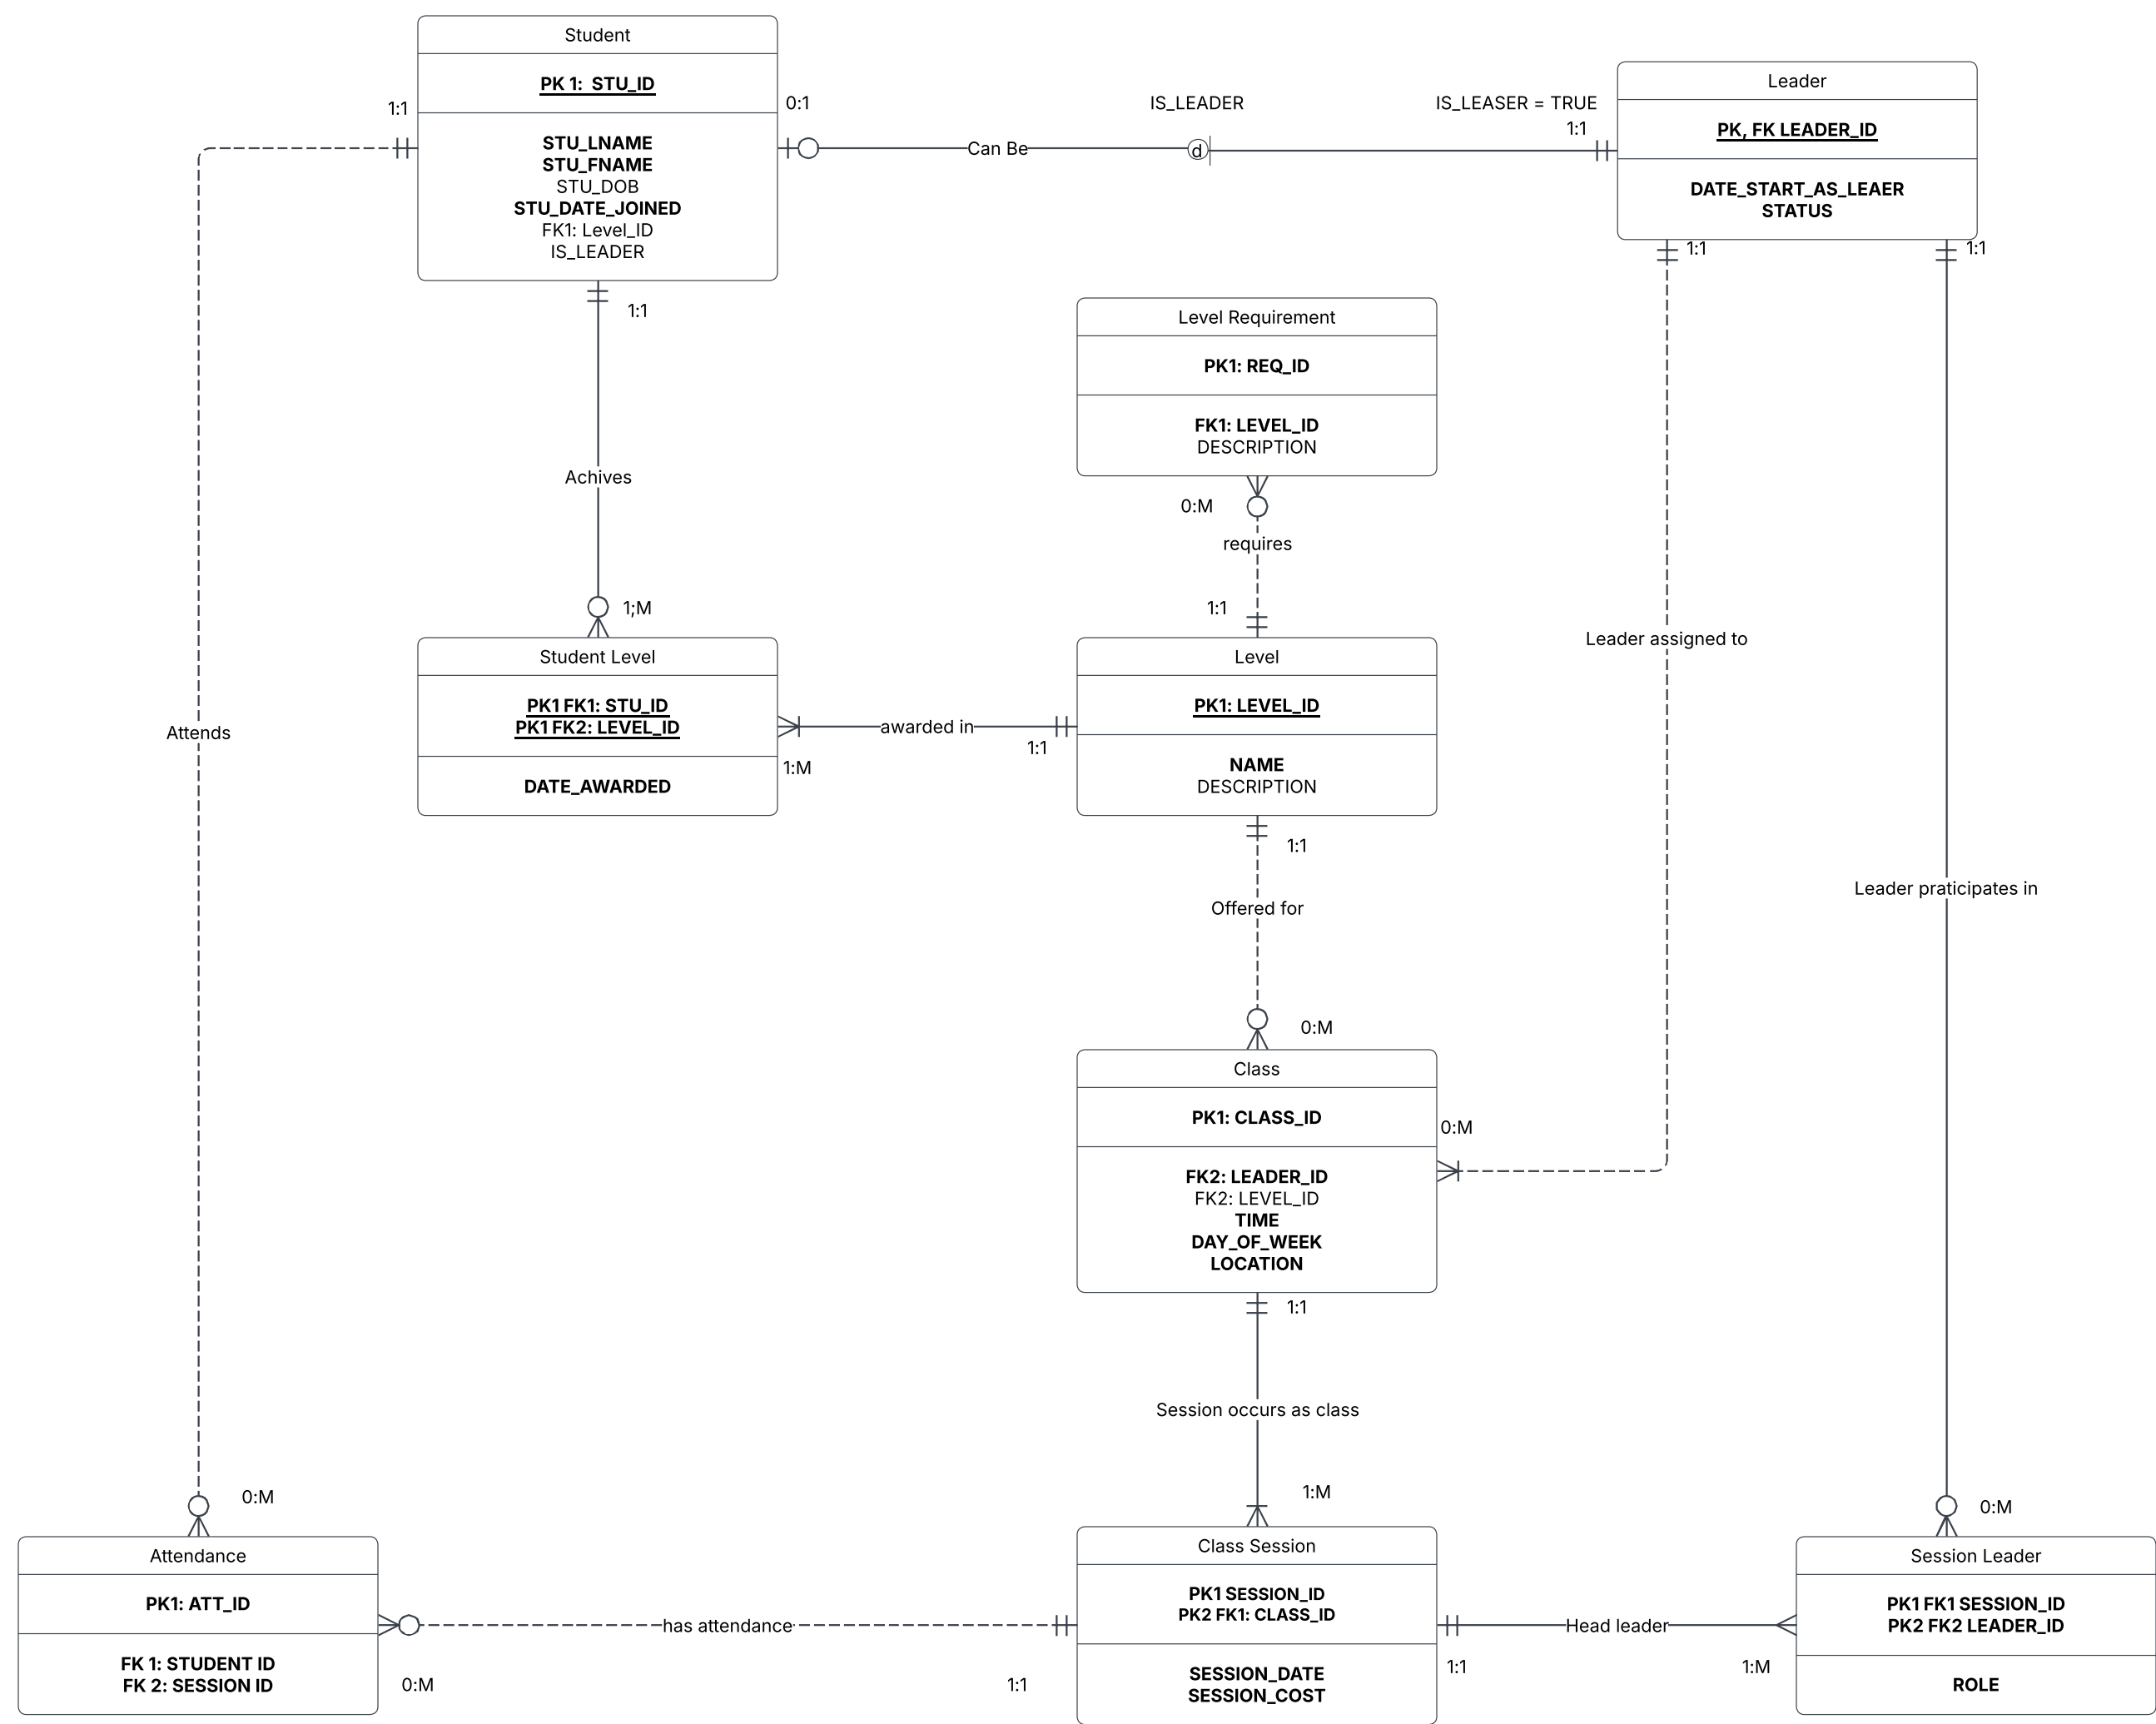 Student
PK 1:  STU_ID
STU_LNAME
STU_FNAME
STU_DOB
STU_DATE_JOINED
FK1: Level_ID
IS_LEADER
1:1
0:1
Can Be
IS_LEADER
d
IS_LEASER = TRUE
1:1
Leader
PK, FK LEADER_ID
DATE_START_AS_LEAER
STATUS
1:1
1:1
1:1
Achives
1;M
Level Requirement
PK1: REQ_ID
FK1: LEVEL_ID
DESCRIPTION
0:M
requires
1:1
Leader assigned to
Student Level
PK1 FK1: STU_ID
PK1 FK2: LEVEL_ID
DATE_AWARDED
awarded in
1:1
1:M
Level
PK1: LEVEL_ID
NAME
DESCRIPTION
Attends
1:1
Offered for
0:M
Leader praticipates in
Class
PK1: CLASS_ID
FK2: LEADER_ID
FK2: LEVEL_ID
TIME
DAY_OF_WEEK
LOCATION
0:M
1:1
Session occurs as class
1:M
0:M
0:M
Attendance
PK1: ATT_ID
FK 1: STUDENT ID
FK 2: SESSION ID
has attendance
0:M
1:1
Class Session
PK1 SESSION_ID
PK2 FK1: CLASS_ID
SESSION_DATE
SESSION_COST
Head leader
1:1
1:M
Session Leader
PK1 FK1 SESSION_ID
PK2 FK2 LEADER_ID
ROLE